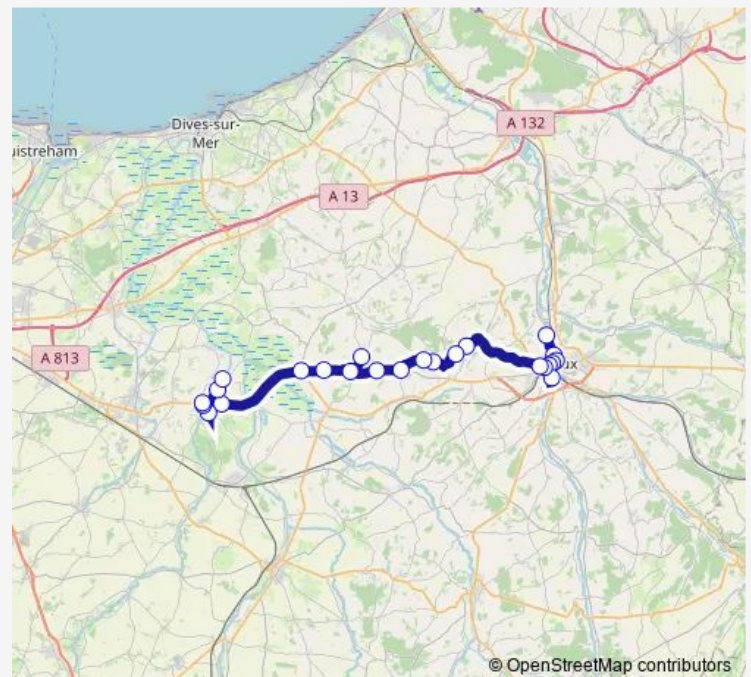 Dives-sur-
Mer
uistreham
A 132
A 13
A 813
ux
© OpenStreetMap contributors